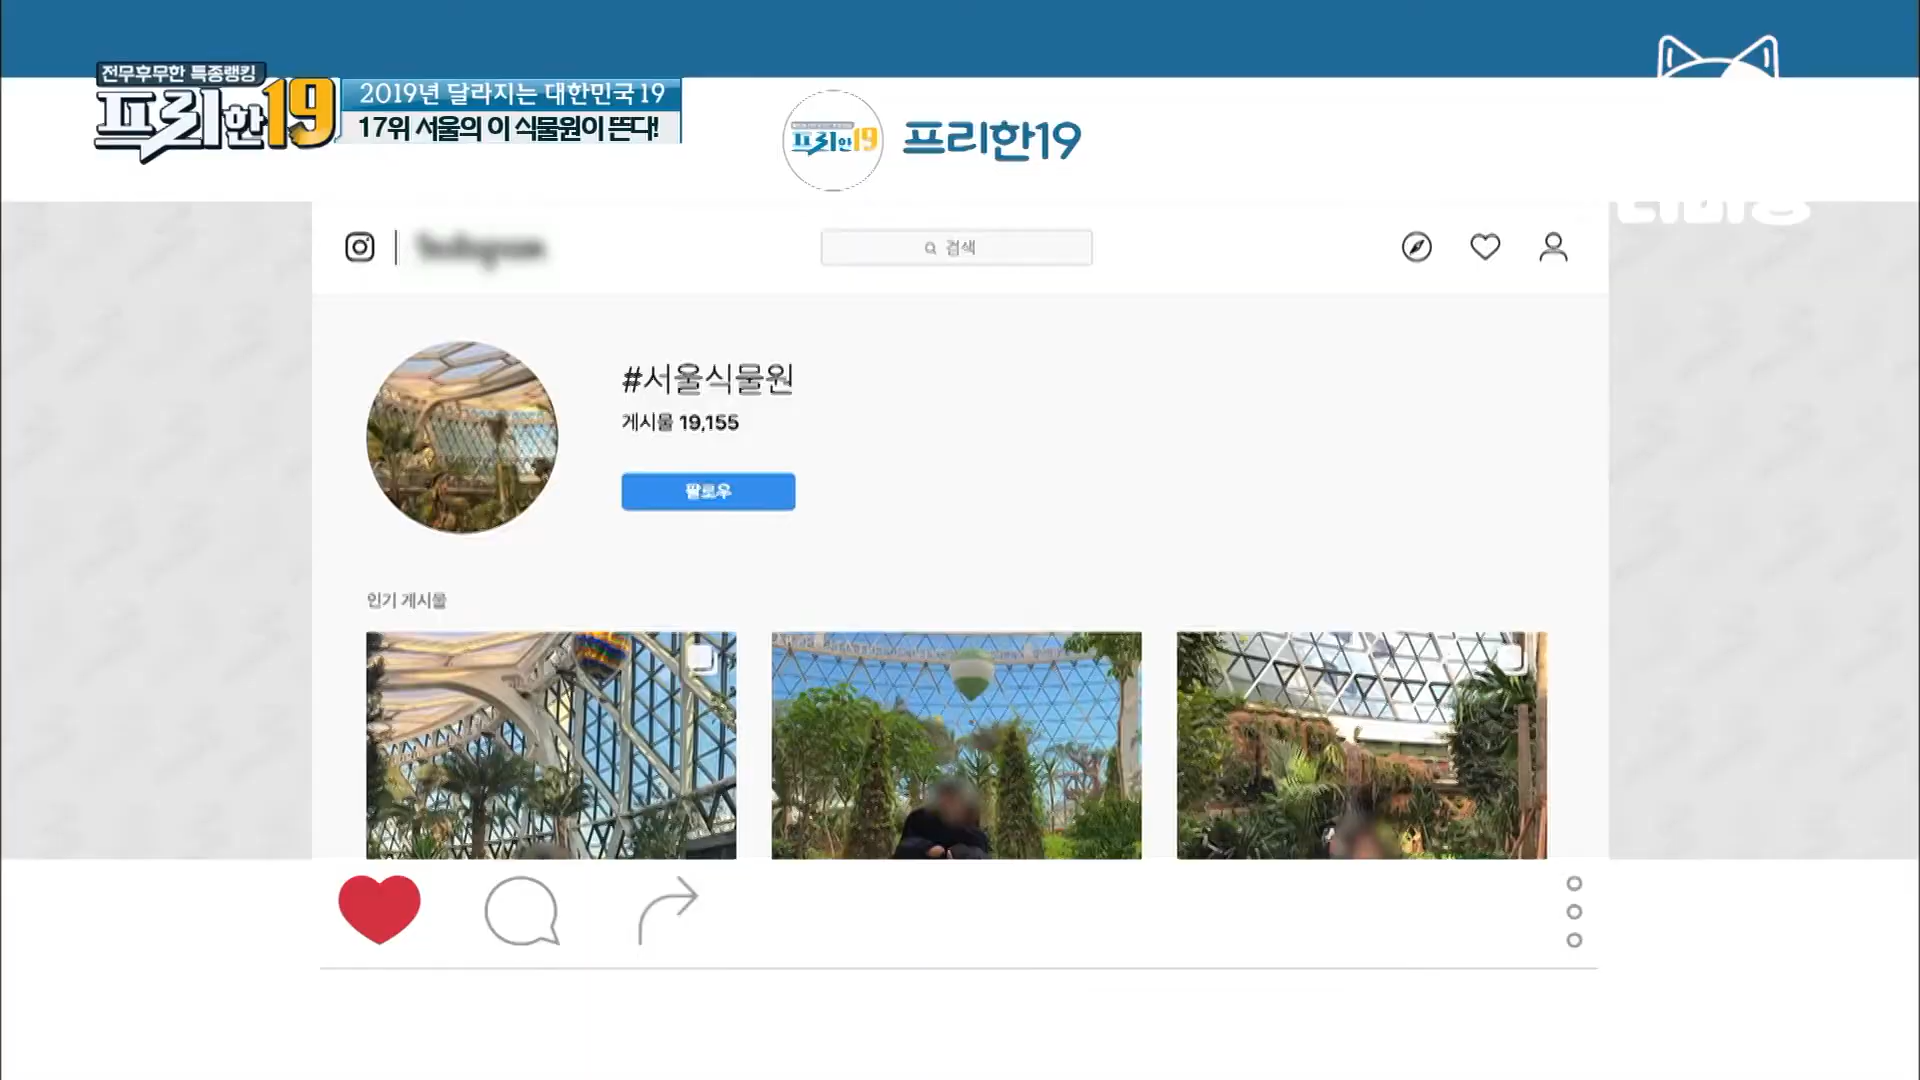 전무후무한 특종랭킹
프리한19
2019년 달라지는 대한민국 19
17위 서울의 이 식물원이 뜬다!
프리한19
프리한19
검색
#서울식물원
게시물 19,155
팔로우
인기 게시물